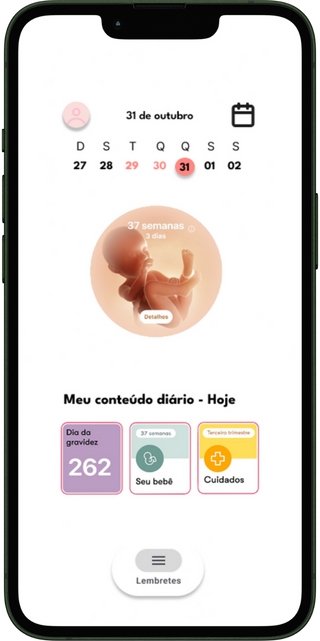 31 de outubro
D S T Q Q S S
27 28 29 30 31 01 02
37 semanas
3 dias
Detalhes
Meu conteúdo diário - Hoje
Dia da
gravidez
262
37 semanas
Seu bebê
Terceiro trimestre
Cuidados
Lembretes